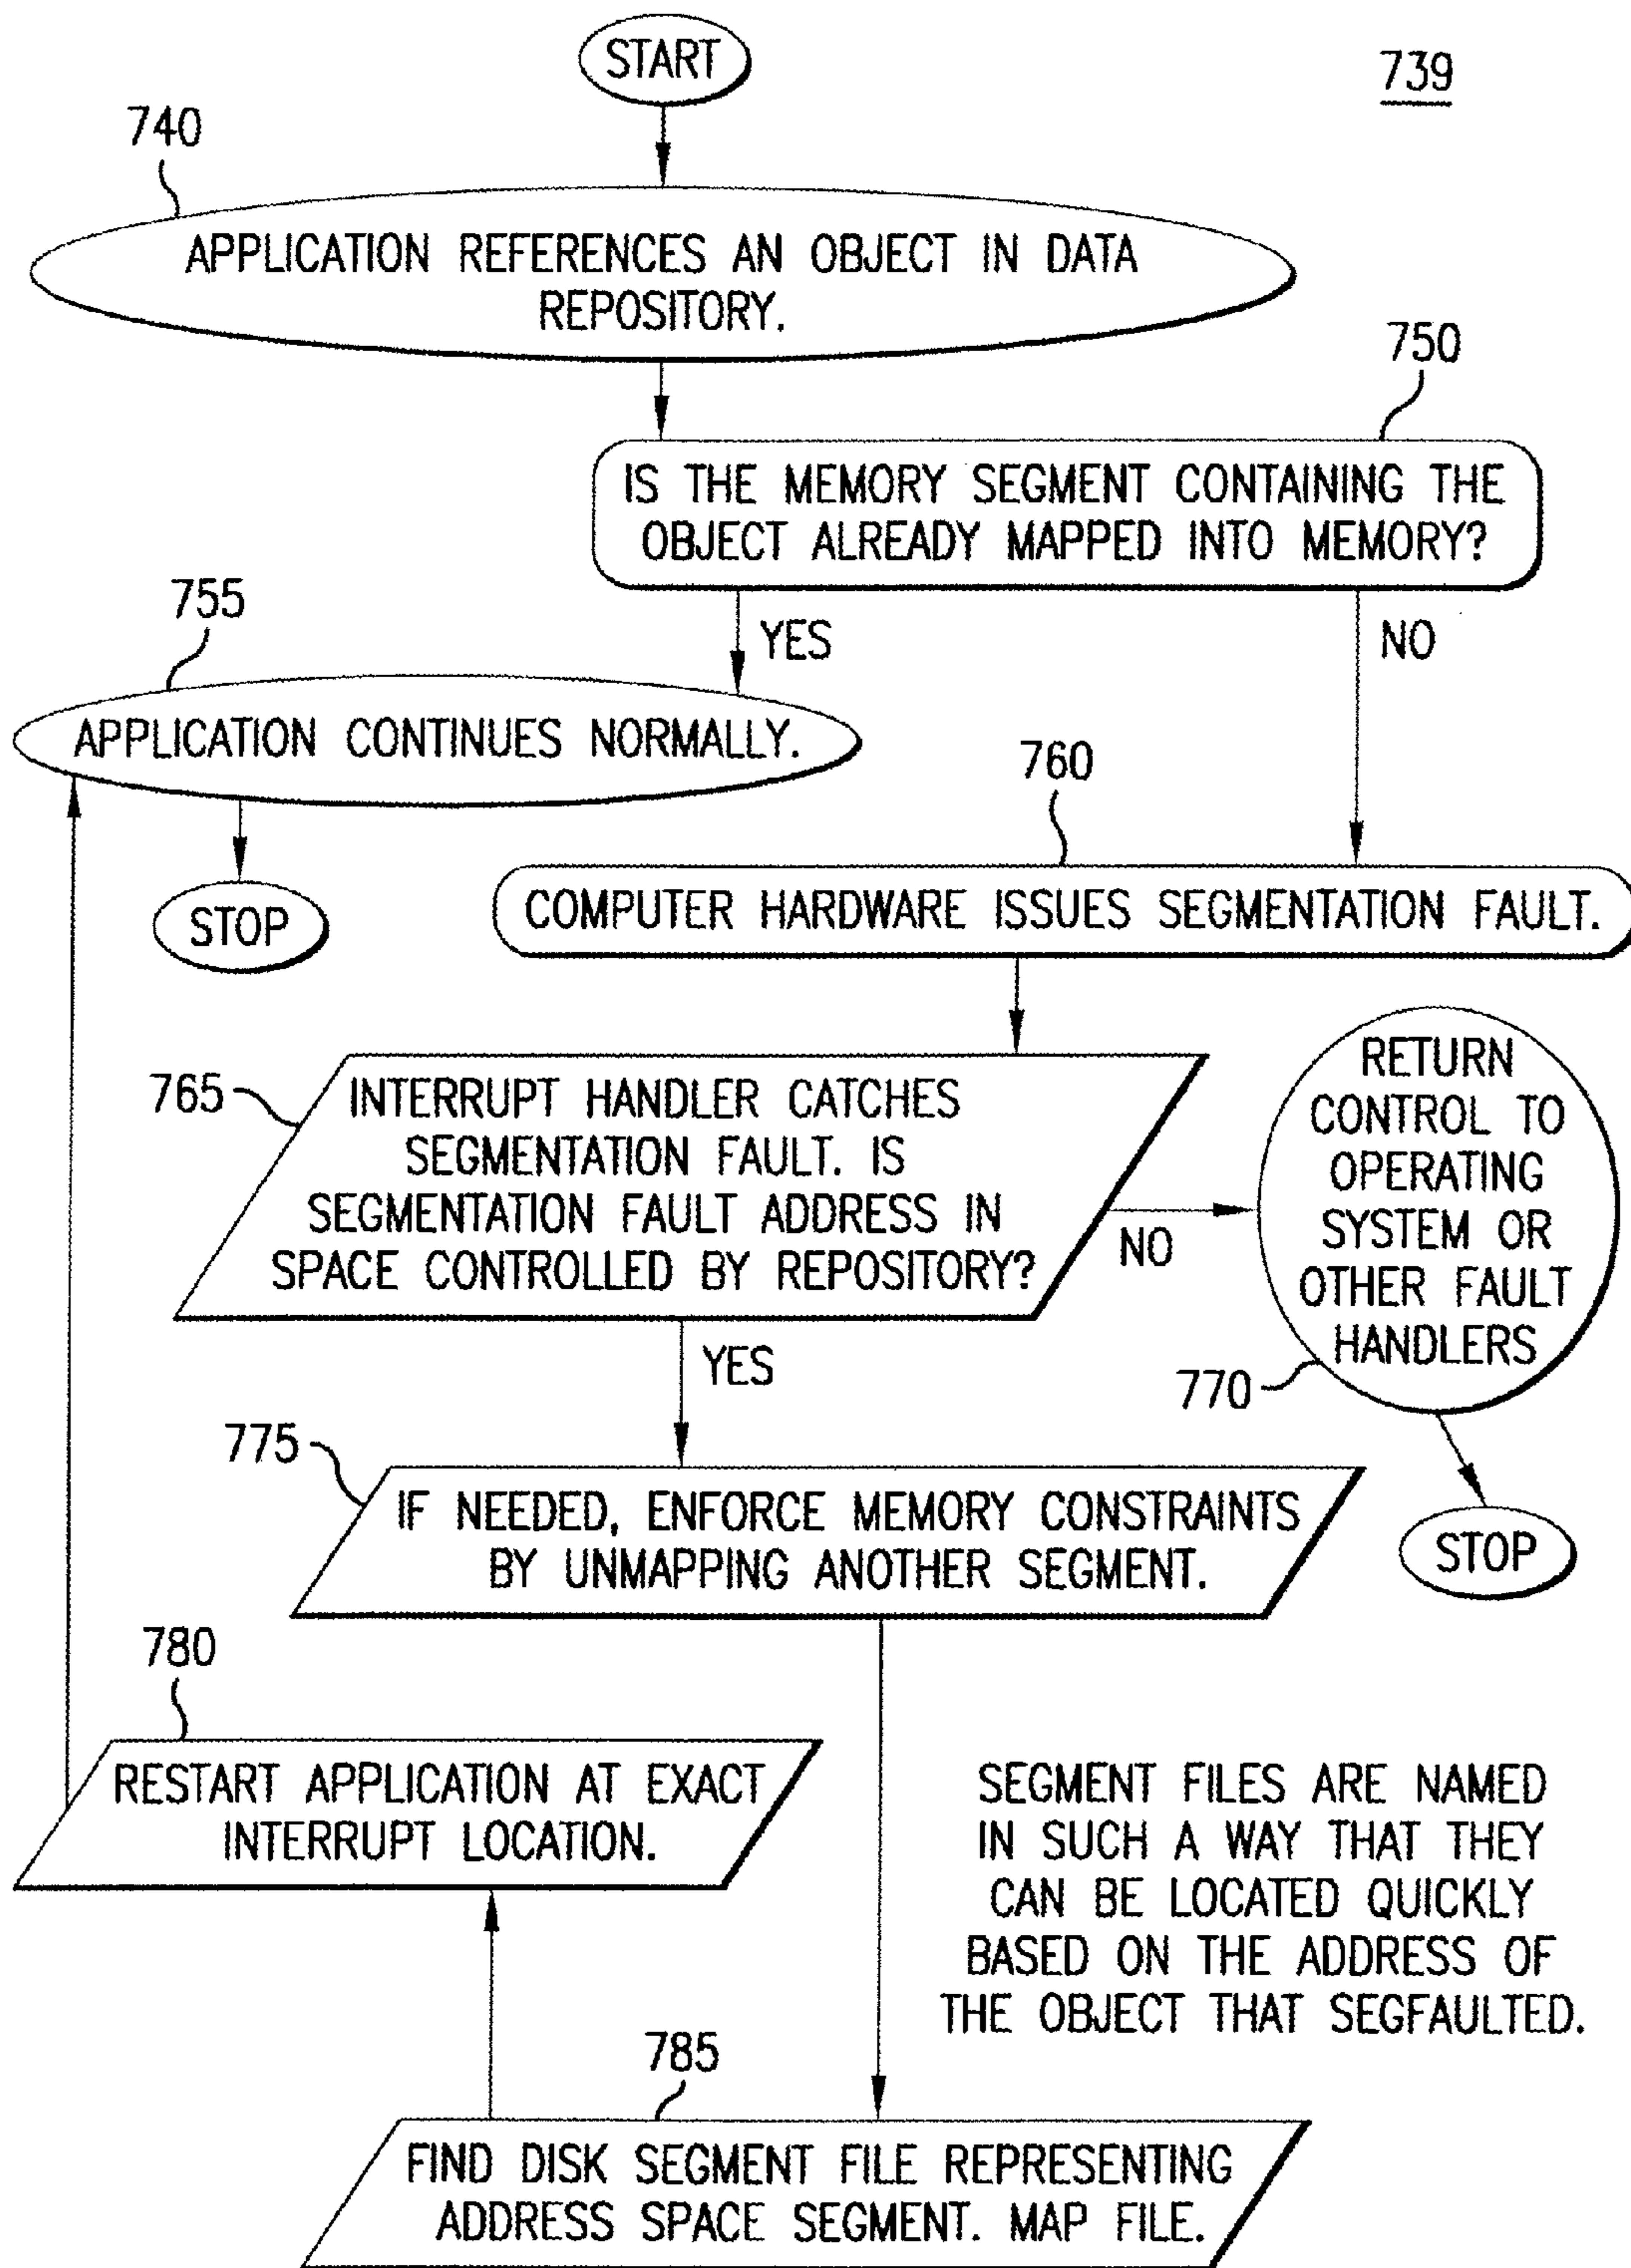 START
739
740
APPLICATION REFERENCES AN OBJECT IN DATA
REPOSITORY.
750
IS THE MEMORY SEGMENT CONTAINING THE
OBJECT ALREADY MAPPED INTO MEMORY?
755
YES
NO
APPLICATION CONTINUES NORMALLY.
760
STOP
COMPUTER HARDWARE ISSUES SEGMENTATION FAULT.
765
INTERRUPT HANDLER CATCHES
SEGMENTATION FAULT. IS
SEGMENTATION FAULT ADDRESS IN
SPACE CONTROLLED BY REPOSITORY?
NO
RETURN
CONTROL TO
OPERATING
SYSTEM OR
OTHER FAULT
HANDLERS
770
YES
STOP
775
IF NEEDED, ENFORCE MEMORY CONSTRAINTS
BY UNMAPPING ANOTHER SEGMENT.
780
RESTART APPLICATION AT EXACT
INTERRUPT LOCATION.
SEGMENT FILES ARE NAMED
IN SUCH A WAY THAT THEY
CAN BE LOCATED QUICKLY
BASED ON THE ADDRESS OF
THE OBJECT THAT SEGFAULTED.
785
FIND DISK SEGMENT FILE REPRESENTING
ADDRESS SPACE SEGMENT. MAP FILE.